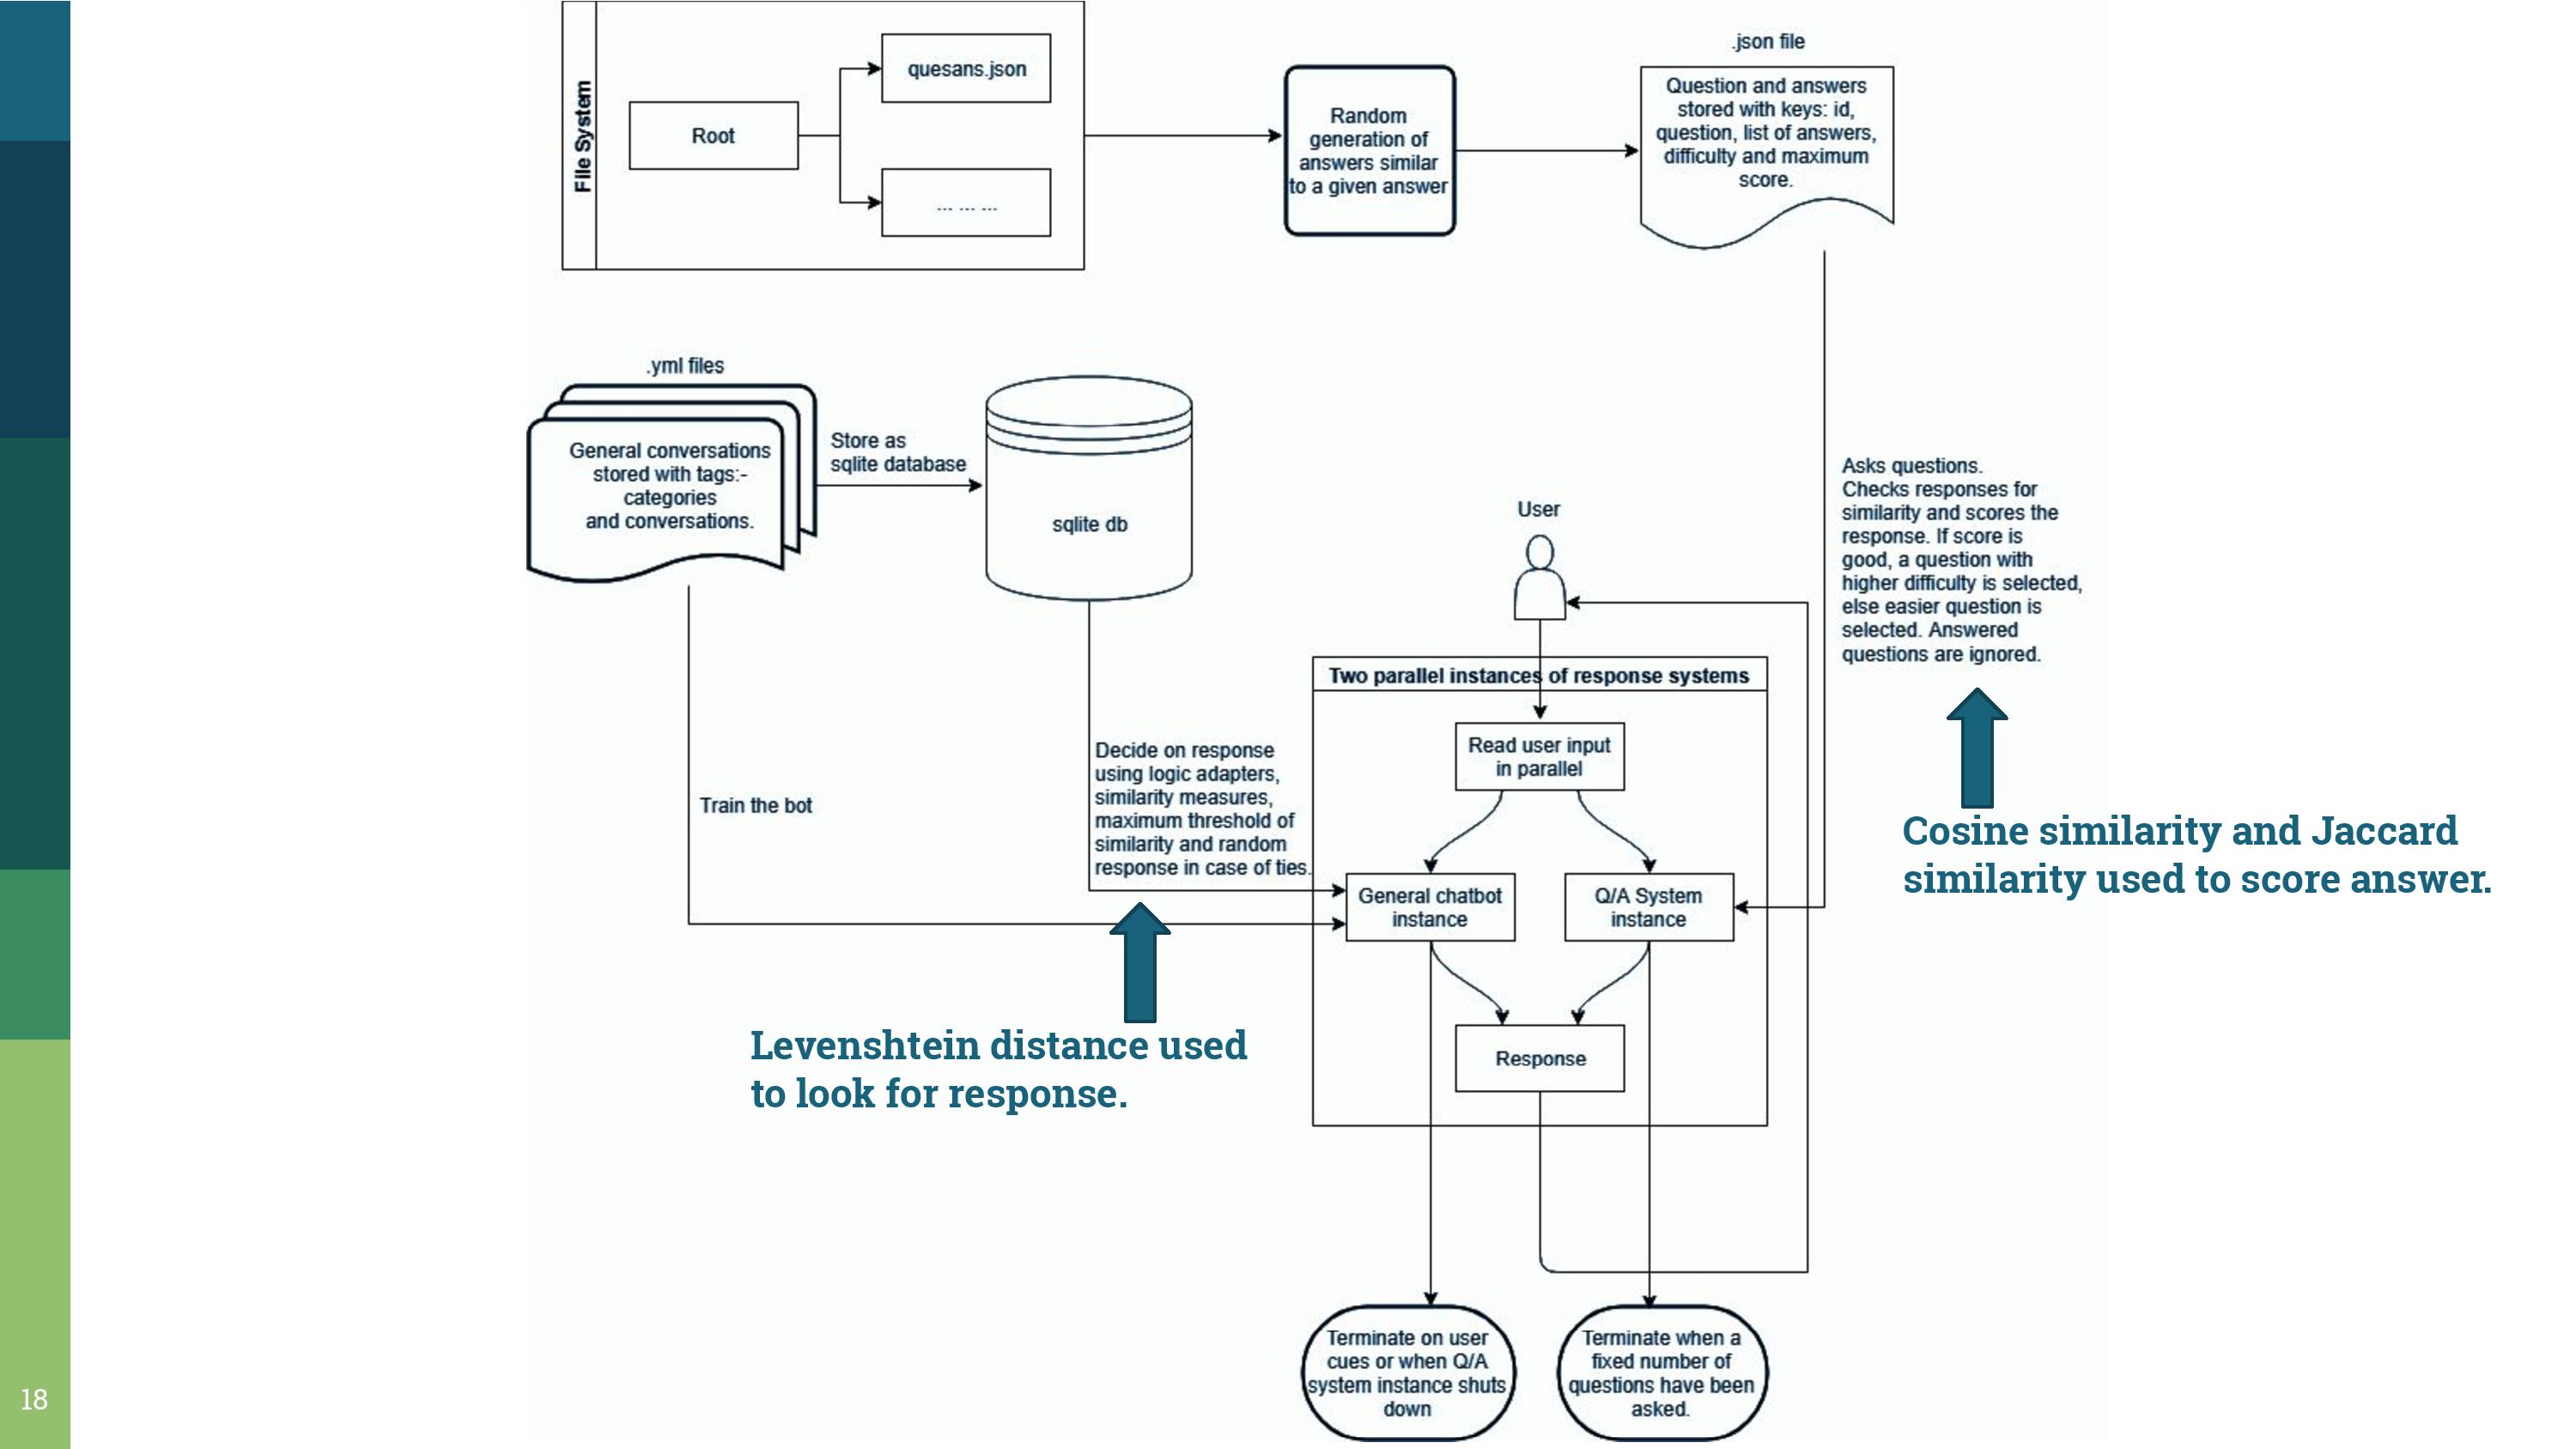 File System
Root
quesans.json
... ... ...
Random
generation of
answers similar
to a given answer
.json file
Question and answers
stored with keys: id,
question, list of answers,
difficulty and maximum
score.
.yml files
General conversations
stored with tags:-
categories
and conversations.
Store as
sqlite database
sqlite db
User
Asks questions.
Checks responses for
similarity and scores the
response. If score is
good, a question with
higher difficulty is selected,
else easier question is
selected. Answered
questions are ignored.
Two parallel instances of response systems
Read user input
in parallel
Decide on response
using logic adapters,
similarity measures,
maximum threshold of
similarity and random
response in case of ties.
Train the bot
Cosine similarity and Jaccard
similarity used to score answer.
General chatbot
instance
Q/A System
instance
Levenshtein distance used
to look for response.
Response
Terminate on user
cues or when Q/A
system instance shuts
down
Terminate when a
fixed number of
questions have been
asked.
18